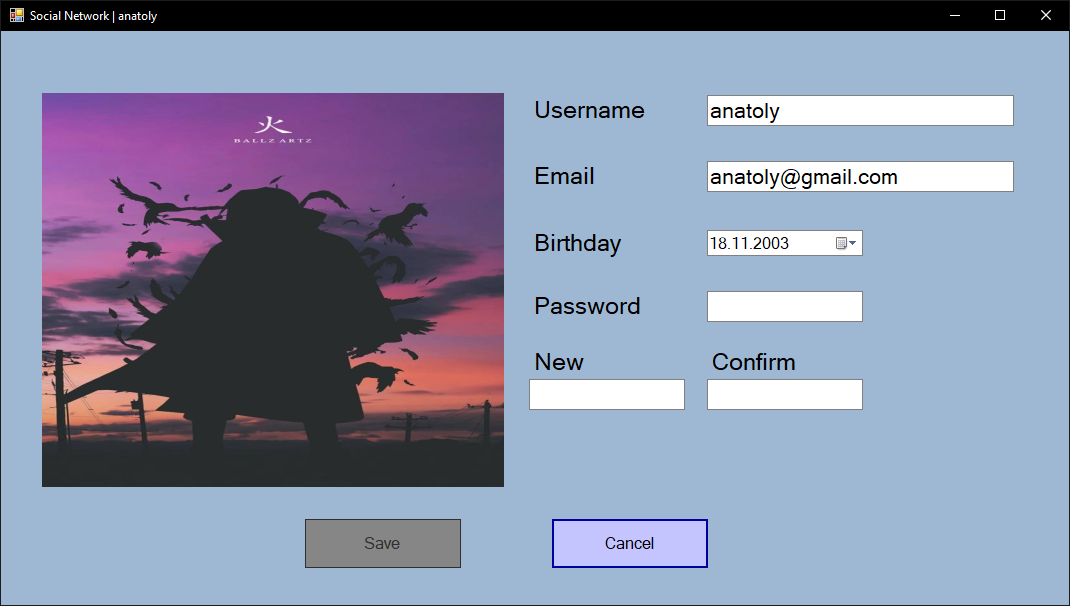 Social Network | anatoly
火
BALLZ ARTZ
Username anatoly
Email anatoly@gmail.com
Birthday 18.11.2003
Password
New Confirm
Save Cancel